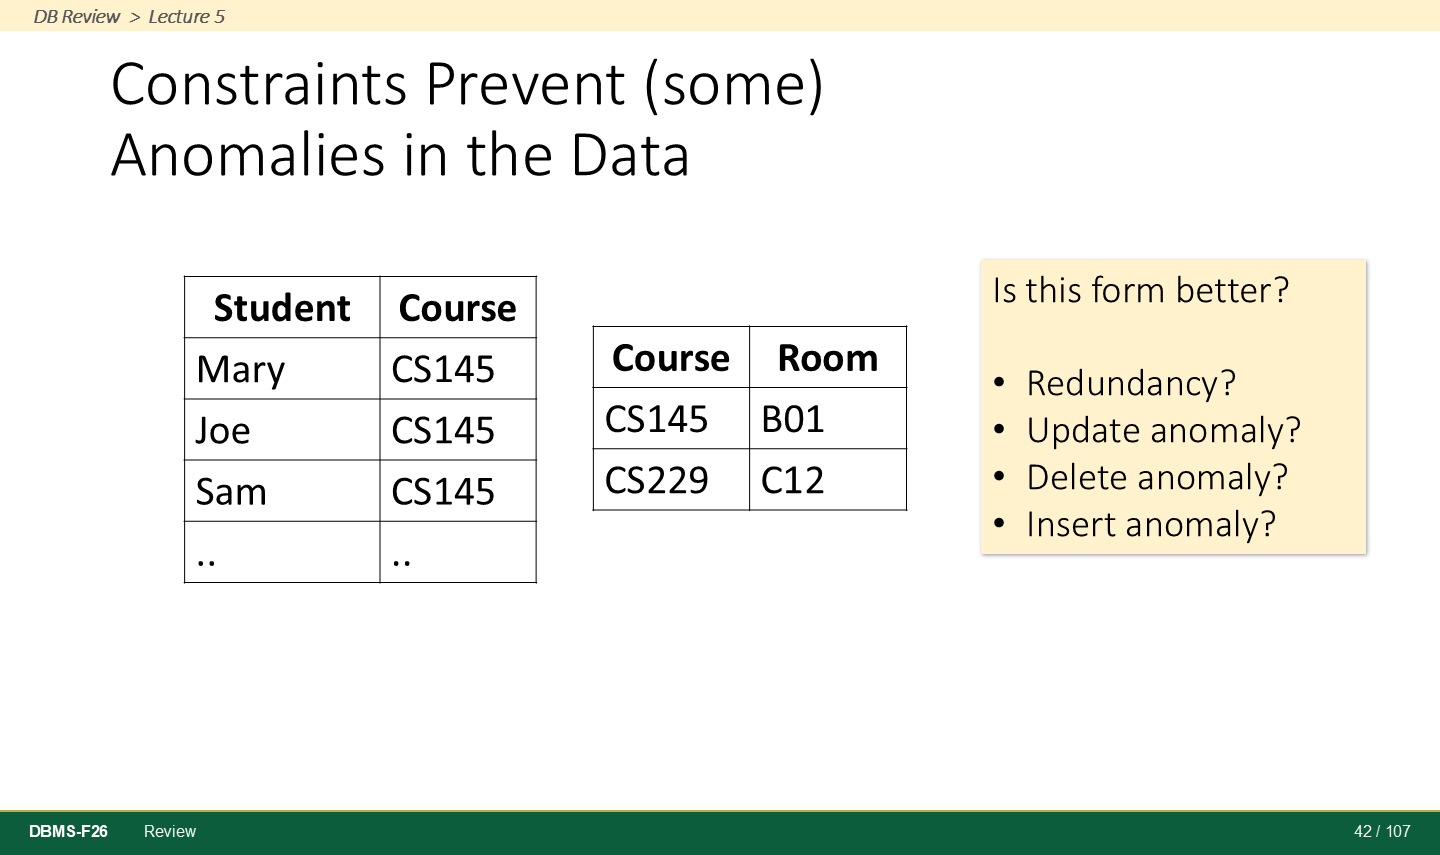 DB Review > Lecture 5
Constraints Prevent (some)
Anomalies in the Data
Student Course
Mary CS145
Joe CS145
Sam CS145
.. ..
Course Room
CS145 B01
CS229 C12
Is this form better?
• Redundancy?
• Update anomaly?
• Delete anomaly?
• Insert anomaly?
DBMS-F26 Review 42 / 107